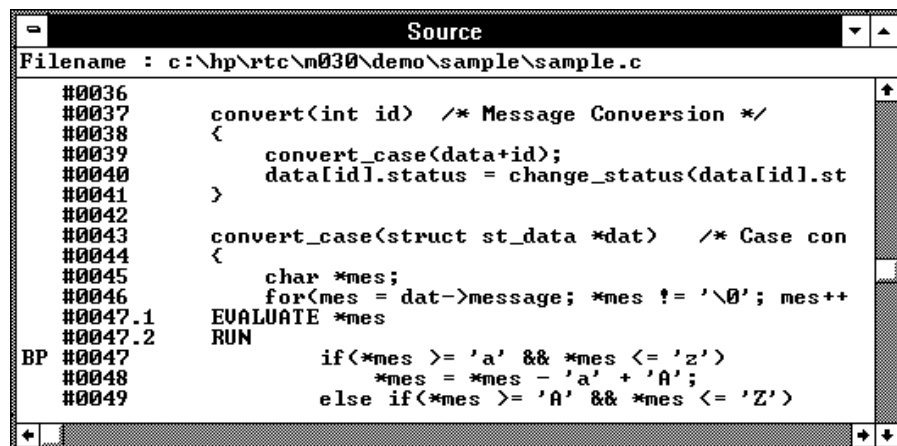 Source
Filename : c:\hp\rtc\m030\demo\sample\sample.c
#0036
#0037 convert(int id) /* Message Conversion */
#0038 {
#0039 convert_case(data+id);
#0040 data[id].status = change_status(data[id].st
#0041 }
#0042
#0043 convert_case(struct st_data *dat) /* Case con
#0044 {
#0045 char *mes;
#0046 for(mes = dat->message; *mes != '\0'; mes++
#0047.1 EVALUATE *mes
#0047.2 RUN
BP #0047 if(*mes >= 'a' && *mes <= 'z')
#0048 *mes = *mes - 'a' + 'A';
#0049 else if(*mes >= 'A' && *mes <= 'Z')